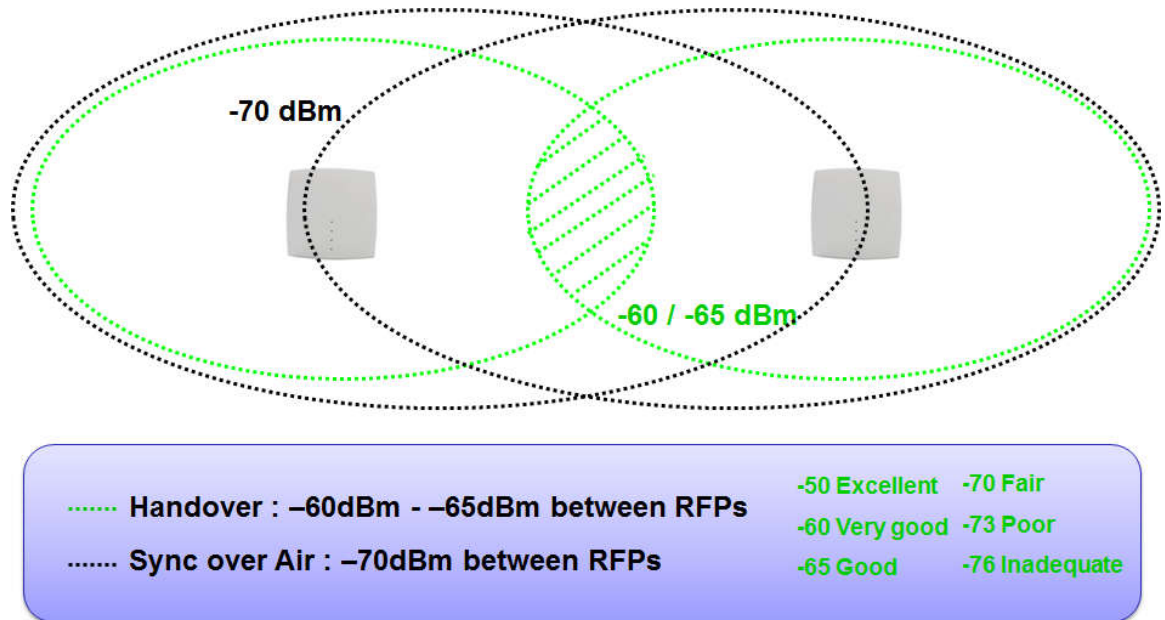 -70 dBm
-60 / -65 dBm
Handover : –60dBm - –65dBm between RFPs
Sync over Air : –70dBm between RFPs
-50 Excellent
-60 Very good
-65 Good
-70 Fair
-73 Poor
-76 Inadequate